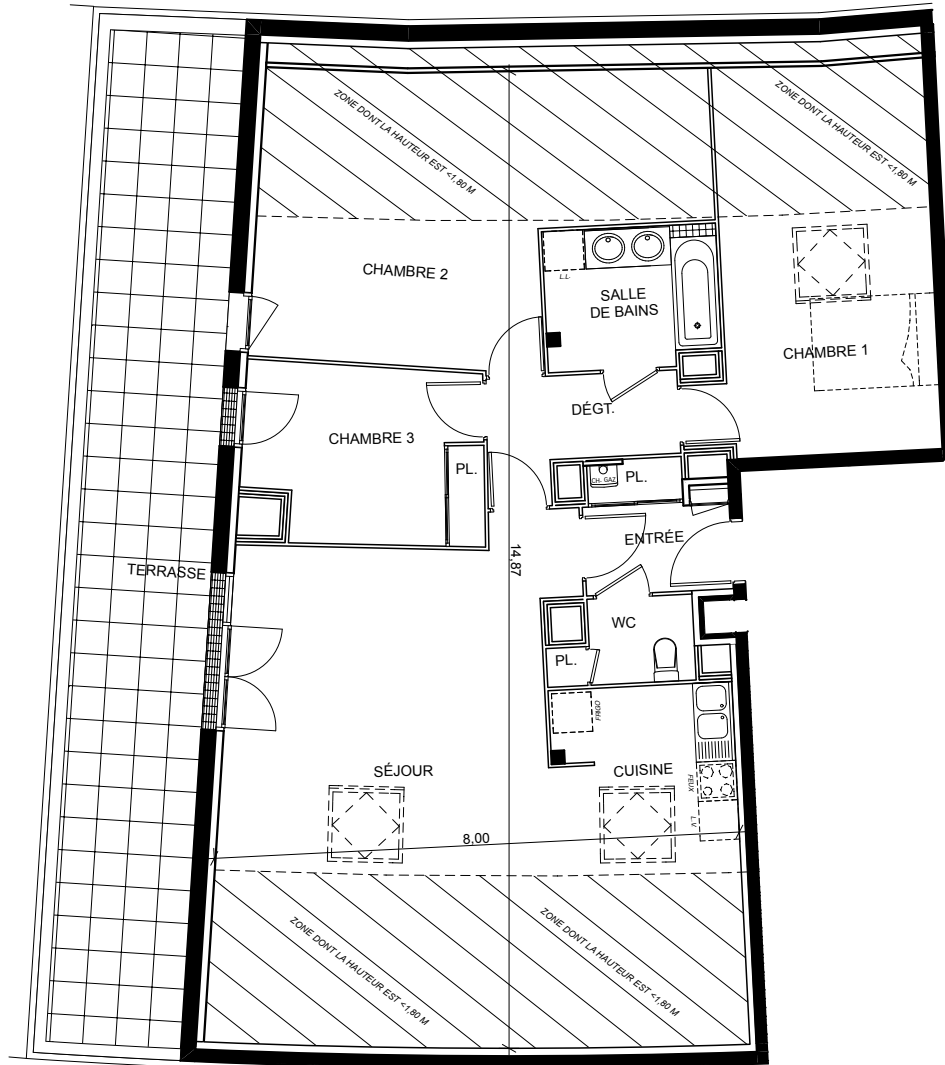 ZONE DONT LA HAUTEUR EST <1,80 M
ZONE DONT LA HAUTEUR EST <1,80 M
CHAMBRE 2
L.L.
SALLE
DE BAINS
CHAMBRE 1
DÉGT.
CHAMBRE 3
PL.
CH- GAZ
PL.
ENTRÉE
14,87
TERRASSE
WC
PL.
FRIGO
SÉJOUR
CUISINE
FEUX
L.V.
8,00
ZONE DONT LA HAUTEUR EST <1,80 M
ZONE DONT LA HAUTEUR EST <1,80 M